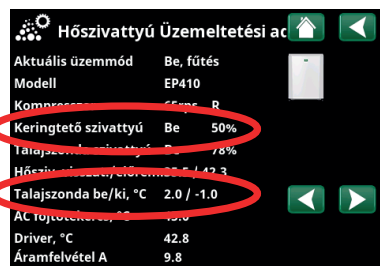 Hőszivattyú Üzemeltetési
Aktuális üzemmód Be, fűtés
Modell EP410
65rps R
Keringtető szivattyú Be 50%
78%
Talajszonda be/ki, °C 2.0 / -1.0
Driver, °C 42.8
Áramfelvétel A 9.8